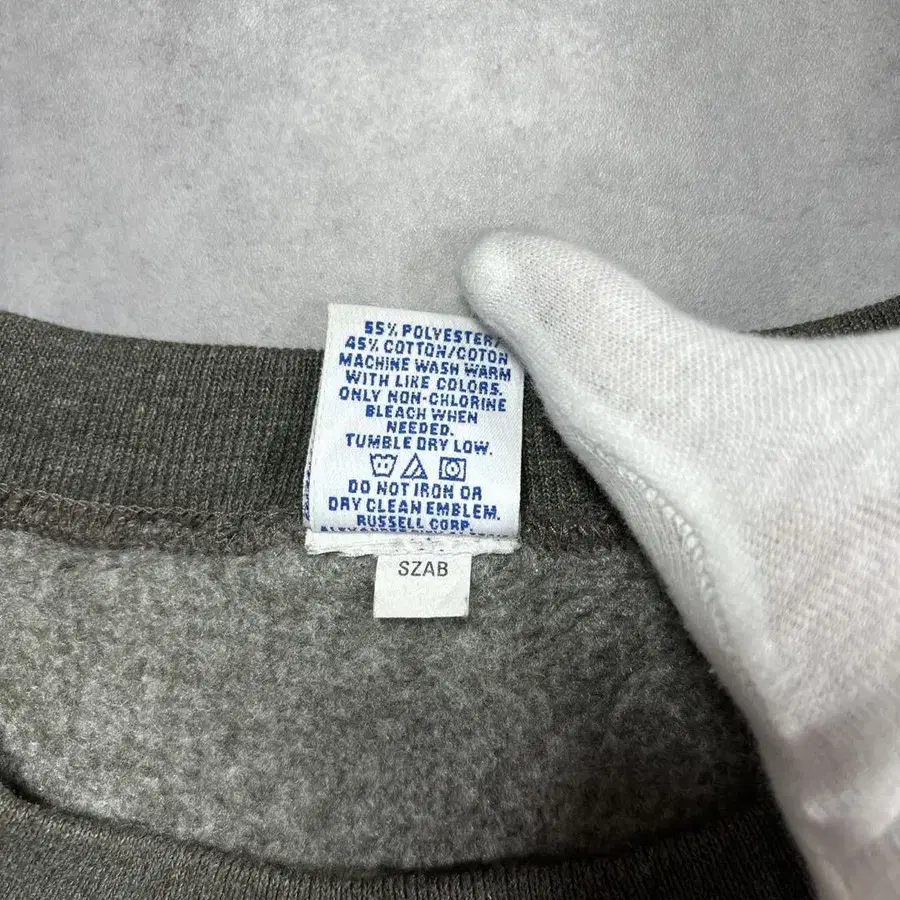 55% POLYESTER/
45% COTTON/COTON
MACHINE WASH WARM
WITH LIKE COLORS.
ONLY NON-CHLORINE
BLEACH WHEN
NEEDED.
TUMBLE DRY LOW.
DO NOT IRON OR
DRY CLEAN EMBLEM.
RUSSELL CORP.
SZAB